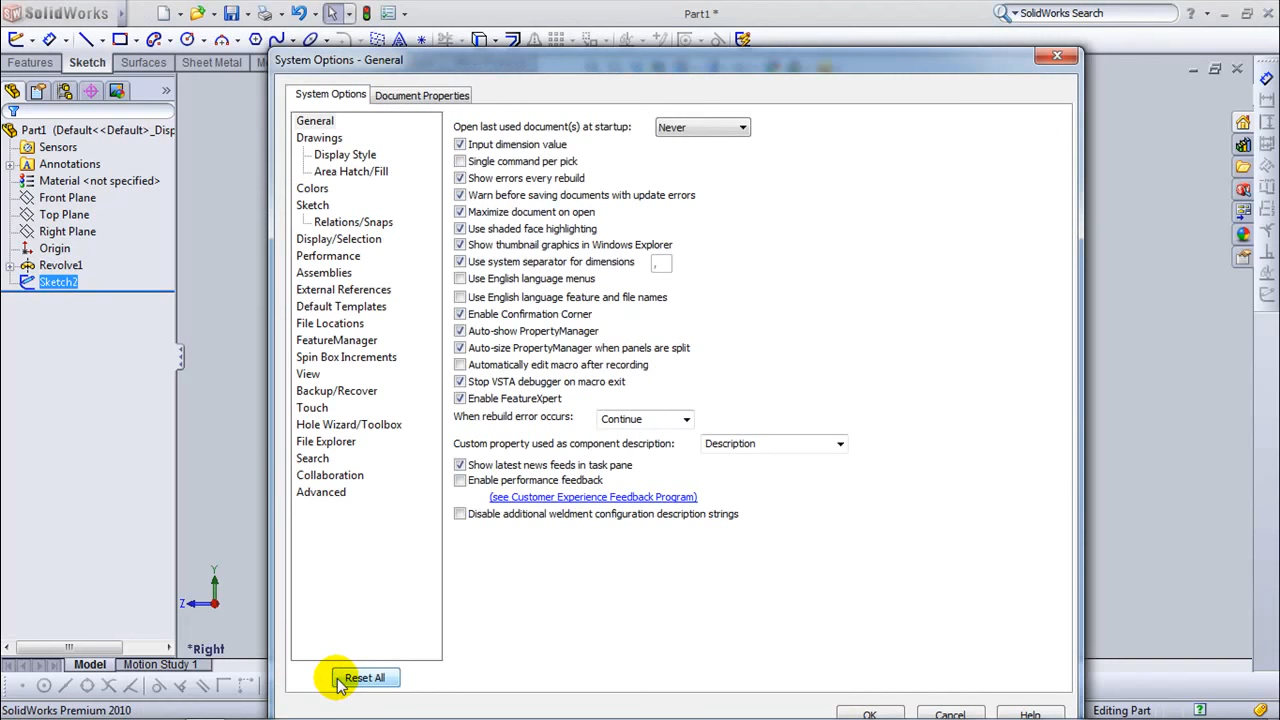 SolidWorks
Part1 *
SolidWorks Search
Features
Sketch
Surfaces
Sheet Metal
System Options - General
System Options
Document Properties
Part1 (Default<<Default>_Disp
Sensors
Annotations
Material <not specified>
Front Plane
Top Plane
Right Plane
Origin
Revolve1
Sketch2
General
Drawings
Display Style
Area Hatch/Fill
Colors
Sketch
Relations/Snaps
Display/Selection
Performance
Assemblies
External References
Default Templates
File Locations
FeatureManager
Spin Box Increments
View
Backup/Recover
Touch
Hole Wizard/Toolbox
File Explorer
Search
Collaboration
Advanced
Open last used document(s) at startup: Never
Input dimension value
Single command per pick
Show errors every rebuild
Warn before saving documents with update errors
Maximize document on open
Use shaded face highlighting
Show thumbnail graphics in Windows Explorer
Use system separator for dimensions ,
Use English language menus
Use English language feature and file names
Enable Confirmation Corner
Auto-show PropertyManager
Auto-size PropertyManager when panels are split
Automatically edit macro after recording
Stop VSTA debugger on macro exit
Enable FeatureXpert
When rebuild error occurs: Continue
Custom property used as component description: Description
Show latest news feeds in task pane
Enable performance feedback
(see Customer Experience Feedback Program)
Disable additional weldment configuration description strings
Reset All
OK Cancel Help
Y
Z
*Right
Model
Motion Study 1
SolidWorks Premium 2010
Editing Part